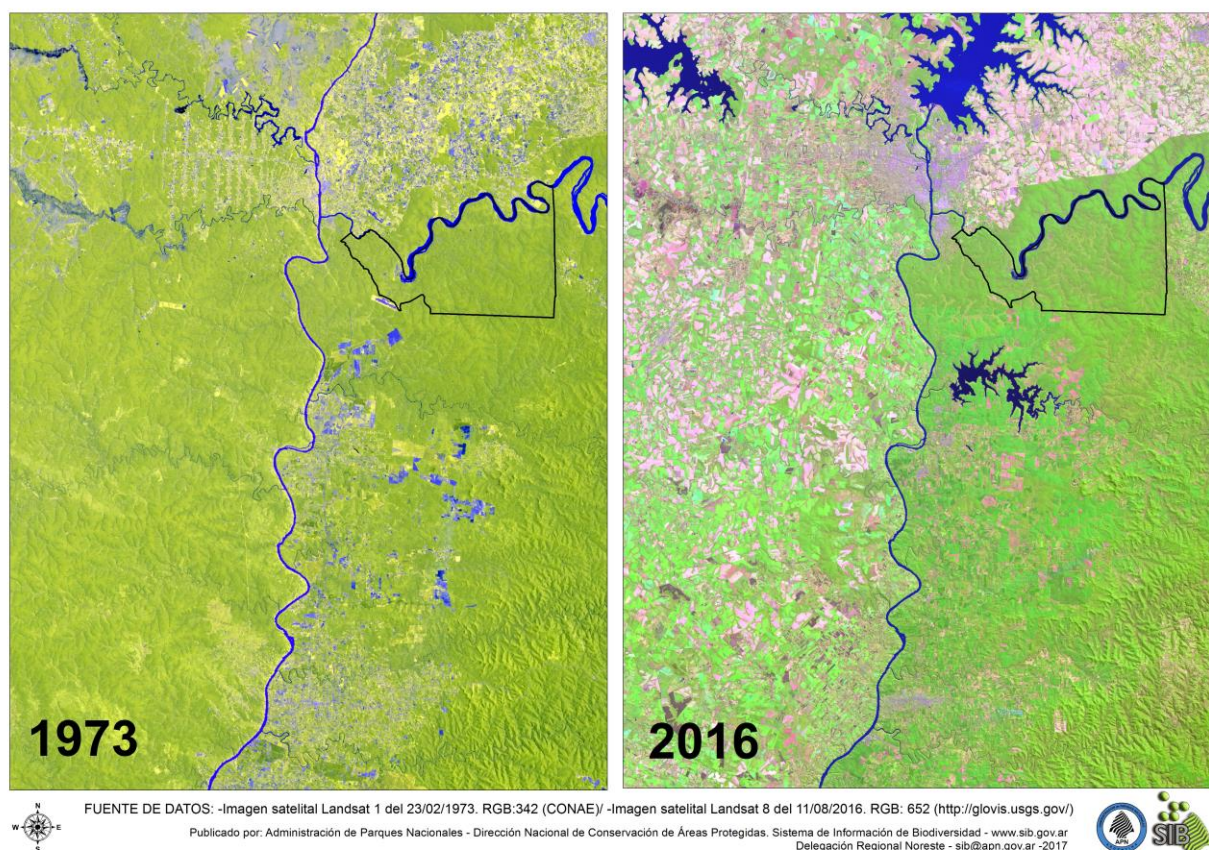 1973
2016
N
W E
S
FUENTE DE DATOS: -Imagen satelital Landsat 1 del 23/02/1973. RGB:342 (CONAE)/ -Imagen satelital Landsat 8 del 11/08/2016. RGB: 652 (http://glovis.usgs.gov/)
Publicado por: Administración de Parques Nacionales - Dirección Nacional de Conservación de Áreas Protegidas. Sistema de Información de Biodiversidad - www.sib.gov.ar
Delegación Regional Noreste - sib@apn.gov.ar -2017
APN
SIB